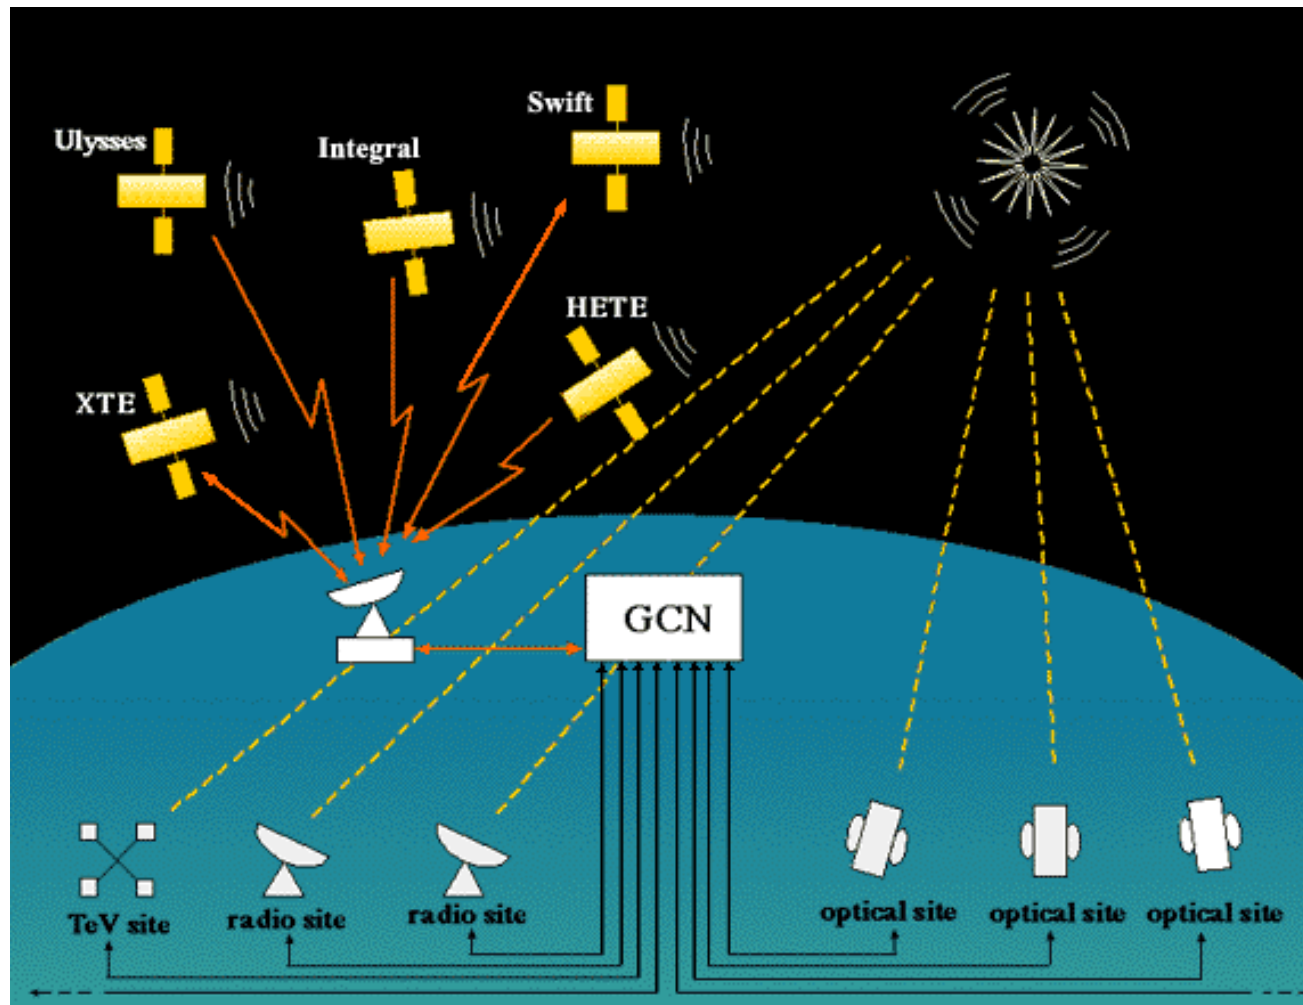 Swift
Ulysses
Integral
HETE
XTE
GCN
TeV site
radio site
radio site
optical site
optical site
optical site